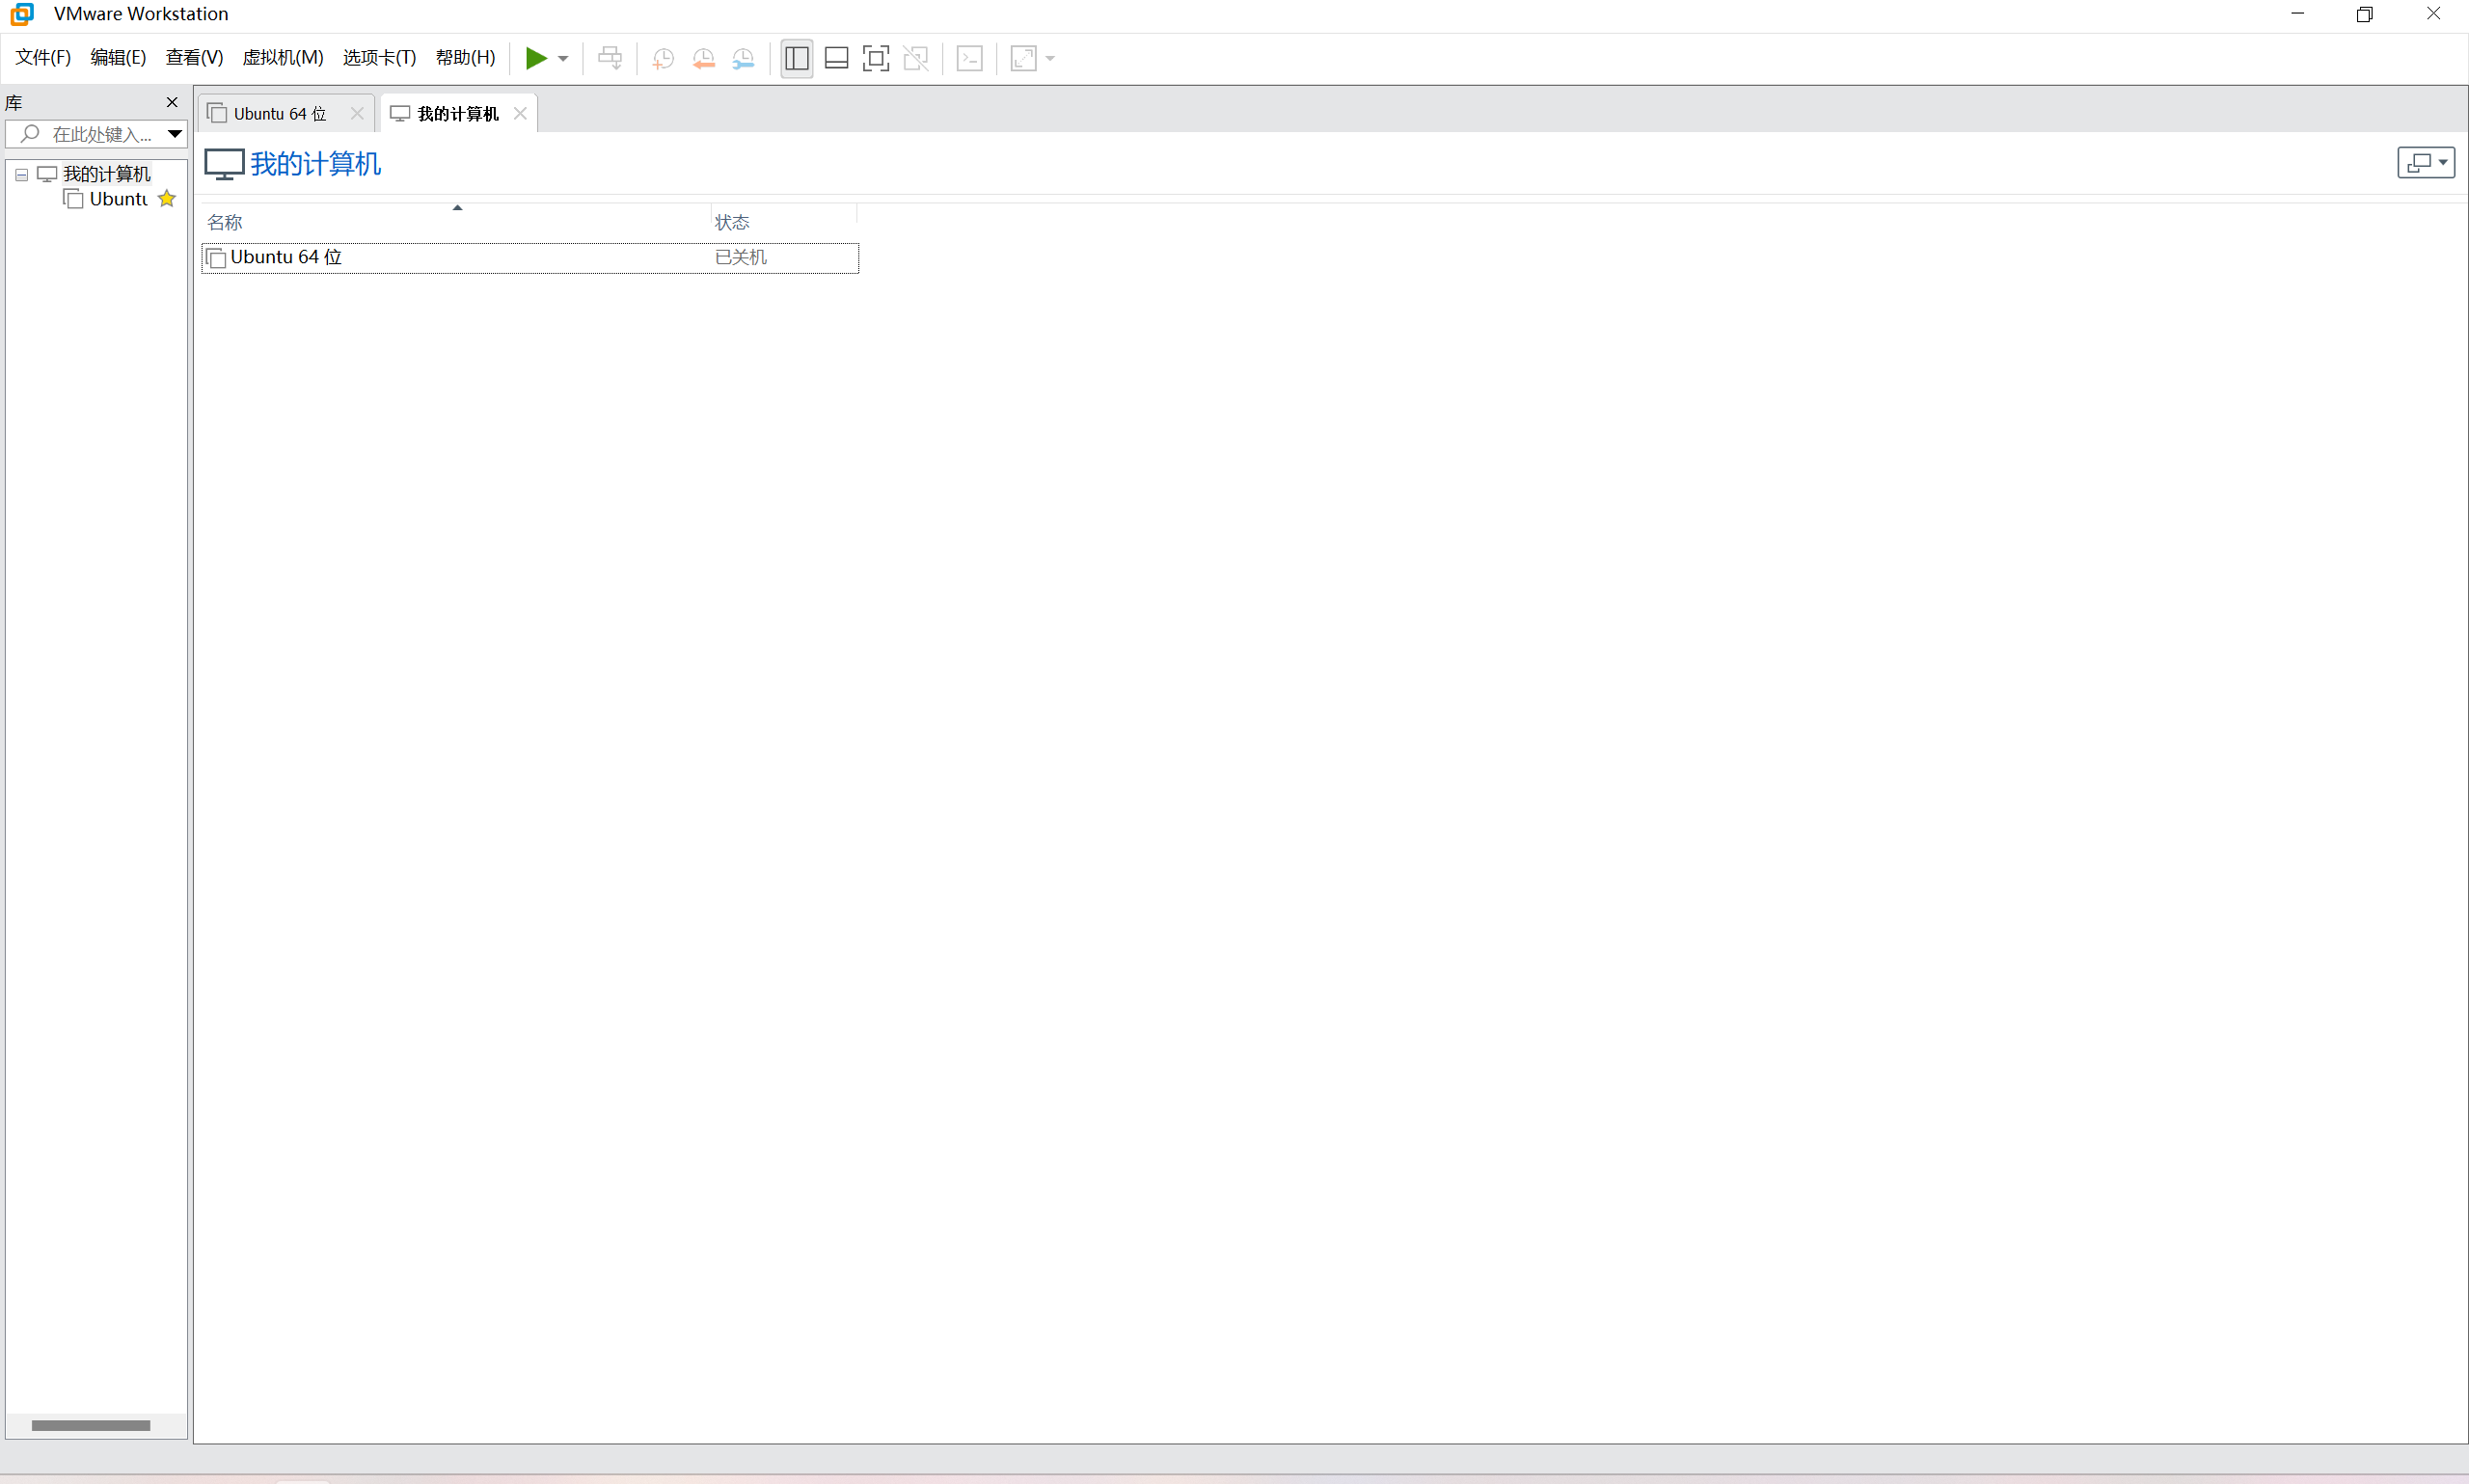 VMware Workstation
文件(F) 编辑(E) 查看(V) 虚拟机(M) 选项卡(T) 帮助(H)
库
Ubuntu 64 位
我的计算机
在此处键入...
我的计算机
我的计算机
Ubuntu
名称 状态
Ubuntu 64 位 已关机